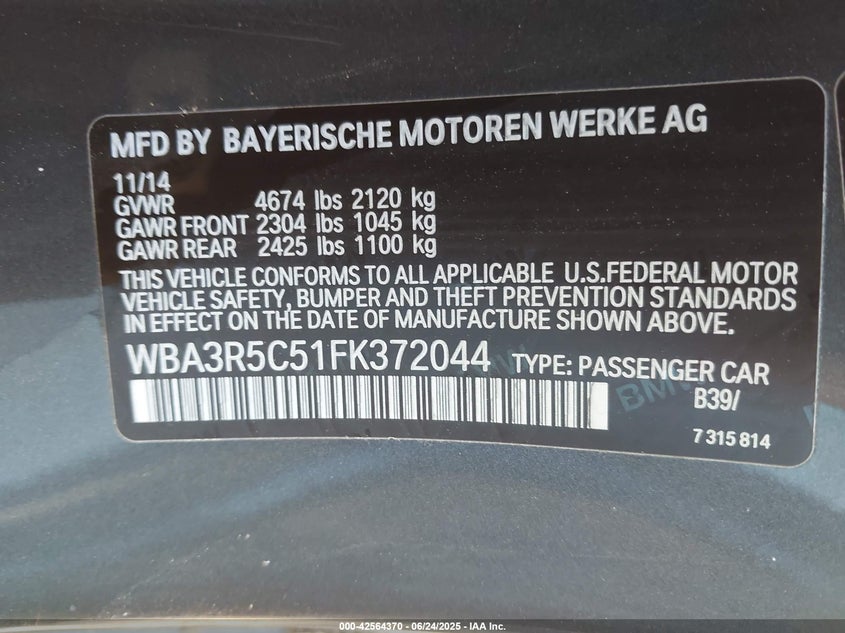 MFD BY BAYERISCHE MOTOREN WERKE AG
11/14
GVWR 4674 lbs 2120 kg
GAWR FRONT 2304 lbs 1045 kg
GAWR REAR 2425 lbs 1100 kg
THIS VEHICLE CONFORMS TO ALL APPLICABLE U.S.FEDERAL MOTOR
VEHICLE SAFETY, BUMPER AND THEFT PREVENTION STANDARDS
IN EFFECT ON THE DATE OF MANUFACTURE SHOWN ABOVE.
WBA3R5C51FK372044 TYPE: PASSENGER CAR
BMW
B39/
7 315 814
000-42564370 - 06/24/2025 - IAA Inc.